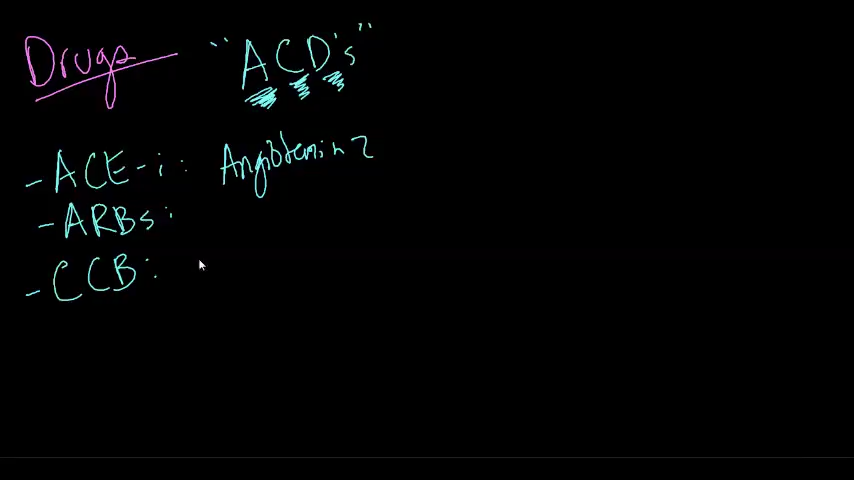 Drugs "ACD's"
- ACE-i: Angiotensin 2
- ARBs:
- CCB: